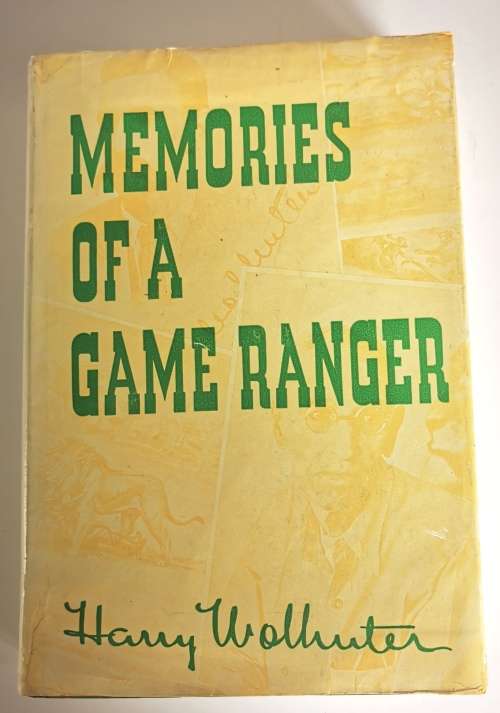 MEMORIES
OF A
GAME RANGER
Harry Wolhuter